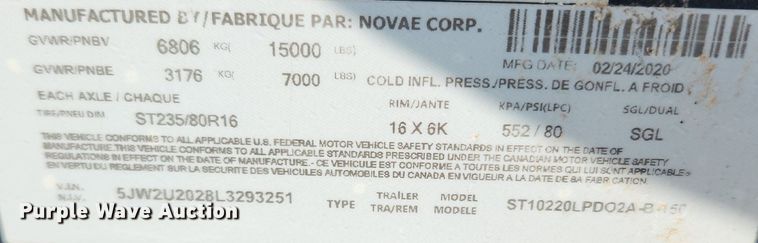 MANUFACTURED BY/FABRIQUE PAR: NOVAE CORP.
GVWR/PNBV 6806 KG( 15000 LBS)
MFG DATE: 02/24/2020
GVWR/PNBE 3176 KG( 7000 LBS) COLD INFL. PRESS./PRESS. DE GONFL. A FROID
EACH AXLE / CHAQUE
RIM/JANTE KPA/PSI(LPC) SGL/DUAL
TIRE/PNEU DIM ST235/80R16 16 X 6K 552 / 80 SGL
THIS VEHICLE CONFORMS TO ALL APPLICABLE U.S. FEDERAL MOTOR VEHICLE SAFETY STANDARDS IN EFFECT ON THE DATE OF
MANUFACTURE. THIS VEHICLE CONFORMS TO ALL APPLICABLE STANDARDS PRESCRIBED UNDER THE CANADIAN MOTOR VEHICLE SAFETY
REGULATIONS IN EFFECT ON THE DATE OF MANUFACTURE. - CE VEHICULE EST CONFORME A TOUTES LES NORMES QUI LUI SONT APPLICABLES
EN VERTU DU REGLEMENT SUR LA SECURITE DES VEHICULES AUTOMOBILES DU CANADA EN VIGUEUR A LA DATE DE SA FABRICATION.
V.I.N.
N.I.V. 5JW2U2028L3293251
TYPE TRAILER MODEL
TRA/REM MODELE ST10220LPDO2A-B-150
Purple Wave Auction